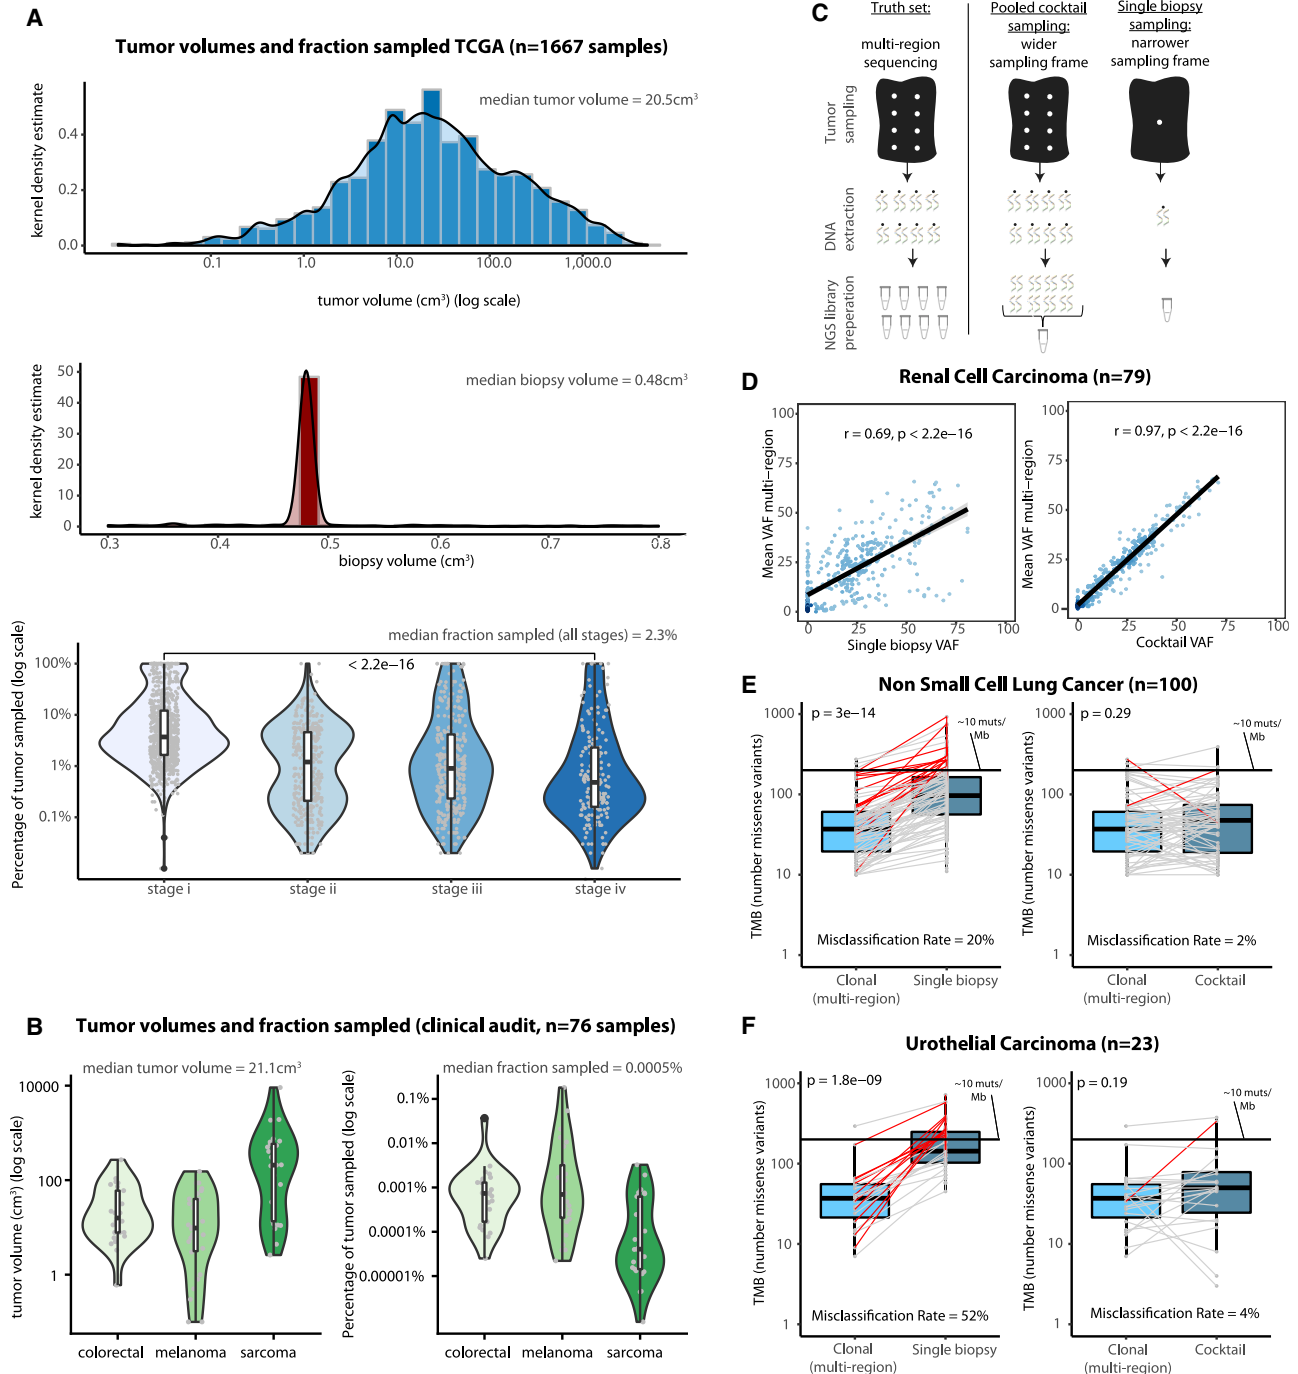 A
Tumor volumes and fraction sampled TCGA (n=1667 samples)
median tumor volume = 20.5cm³
kernel density estimate
0.4
0.2
0.0
0.1
1.0
10.0
100.0
1,000.0
tumor volume (cm³) (log scale)
median biopsy volume = 0.48cm³
kernel density estimate
50
40
30
20
10
0
0.3
0.4
0.5
0.6
0.7
0.8
biopsy volume (cm³)
median fraction sampled (all stages) = 2.3%
< 2.2e−16
Percentage of tumor sampled (log scale)
100%
10%
1%
0.1%
stage i
stage ii
stage iii
stage iv
B
Tumor volumes and fraction sampled (clinical audit, n=76 samples)
median tumor volume = 21.1cm³
tumor volume (cm³) (log scale)
10000
100
1
colorectal
melanoma
sarcoma
median fraction sampled = 0.0005%
Percentage of tumor sampled (log scale)
0.1%
0.01%
0.001%
0.0001%
0.00001%
colorectal
melanoma
sarcoma
C
Truth set:
multi-region
sequencing
Pooled cocktail
sampling:
wider
sampling frame
Single biopsy
sampling:
narrower
sampling frame
Tumor
sampling
DNA
extraction
NGS library
preperation
D
Renal Cell Carcinoma (n=79)
r = 0.69, p < 2.2e−16
Mean VAF multi−region
100
75
50
25
0
0
25
50
75
100
Single biopsy VAF
r = 0.97, p < 2.2e−16
Mean VAF multi−region
100
75
50
25
0
0
25
50
75
100
Cocktail VAF
E
Non Small Cell Lung Cancer (n=100)
p = 3e−14
~10 muts/
Mb
TMB (number missense variants)
1000
100
10
1
Misclassification Rate = 20%
Clonal
(multi−region)
Single biopsy
p = 0.29
~10 muts/
Mb
TMB (number missense variants)
1000
100
10
1
Misclassification Rate = 2%
Clonal
(multi−region)
Cocktail
F
Urothelial Carcinoma (n=23)
p = 1.8e−09
~10 muts/
Mb
TMB (number missense variants)
1000
100
10
1
Misclassification Rate = 52%
Clonal
(multi−region)
Single biopsy
p = 0.19
~10 muts/
Mb
TMB (number missense variants)
1000
100
10
1
Misclassification Rate = 4%
Clonal
(multi−region)
Cocktail